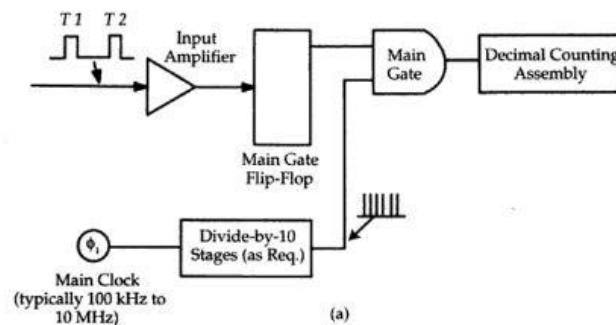 T 1 T 2
Input
Amplifier
Main
Gate
Decimal Counting
Assembly
Main Gate
Flip-Flop
Divide-by-10
Stages (as Req.)
ϕ₁
Main Clock
(typically 100 kHz to
10 MHz)
(a)